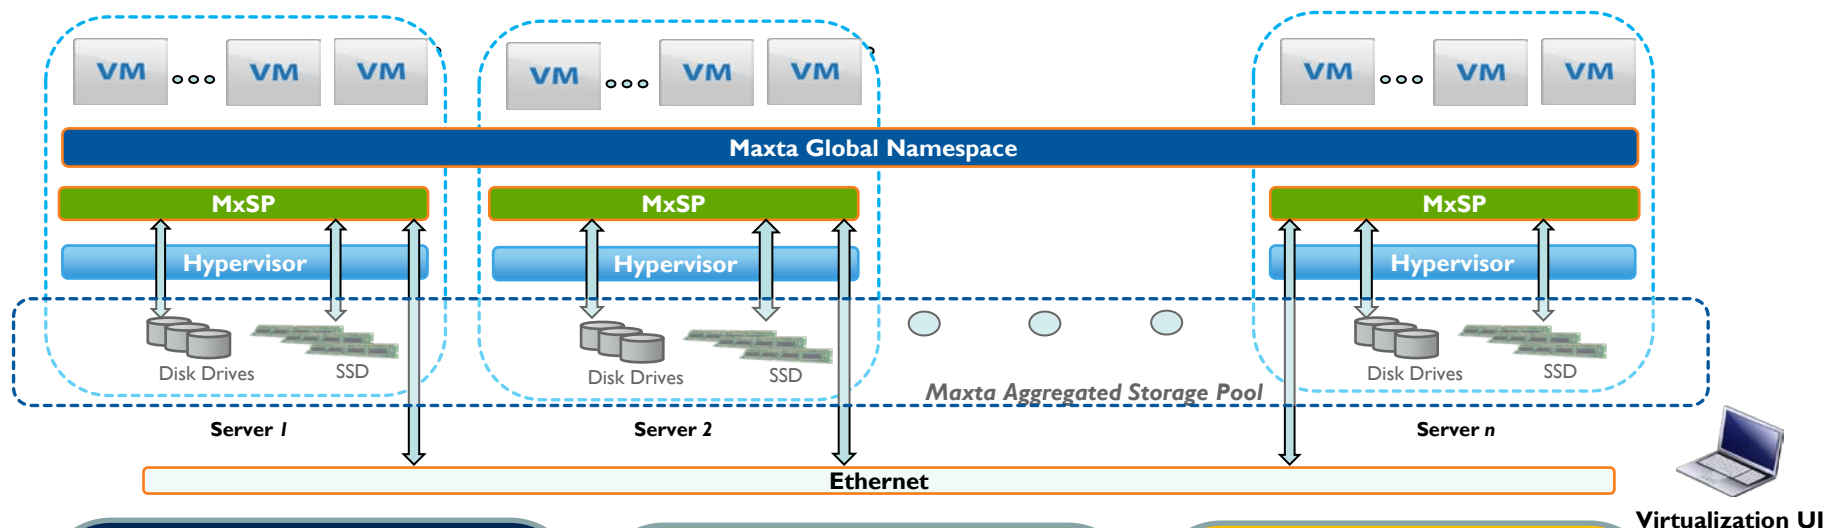 VM VM VM VM VM VM VM VM VM
Maxta Global Namespace
MxSP MxSP MxSP
Hypervisor Hypervisor Hypervisor
Disk Drives SSD Disk Drives SSD Disk Drives SSD
Maxta Aggregated Storage Pool
Server 1 Server 2 Server n
Ethernet
Virtualization UI